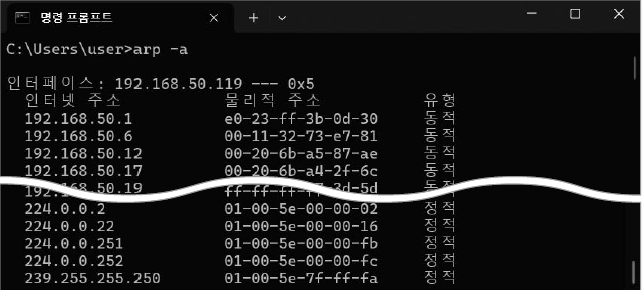 명령 프롬프트
C:\Users\user>arp -a
인터페이스: 192.168.50.119 --- 0x5
인터넷 주소 물리적 주소 유형
192.168.50.1 e0-23-ff-3b-0d-30 동적
192.168.50.6 00-11-32-73-e7-81 동적
192.168.50.12 00-20-6b-a5-87-ae 동적
192.168.50.17 00-20-6b-a4-2f-6c 동적
192.168.50.19 동적
224.0.0.2 01-00-5e-00-00-02 정적
224.0.0.22 01-00-5e-00-00-16 정적
224.0.0.251 01-00-5e-00-00-fb 정적
224.0.0.252 01-00-5e-00-00-fc 정적
239.255.255.250 01-00-5e-7f-ff-fa 정적